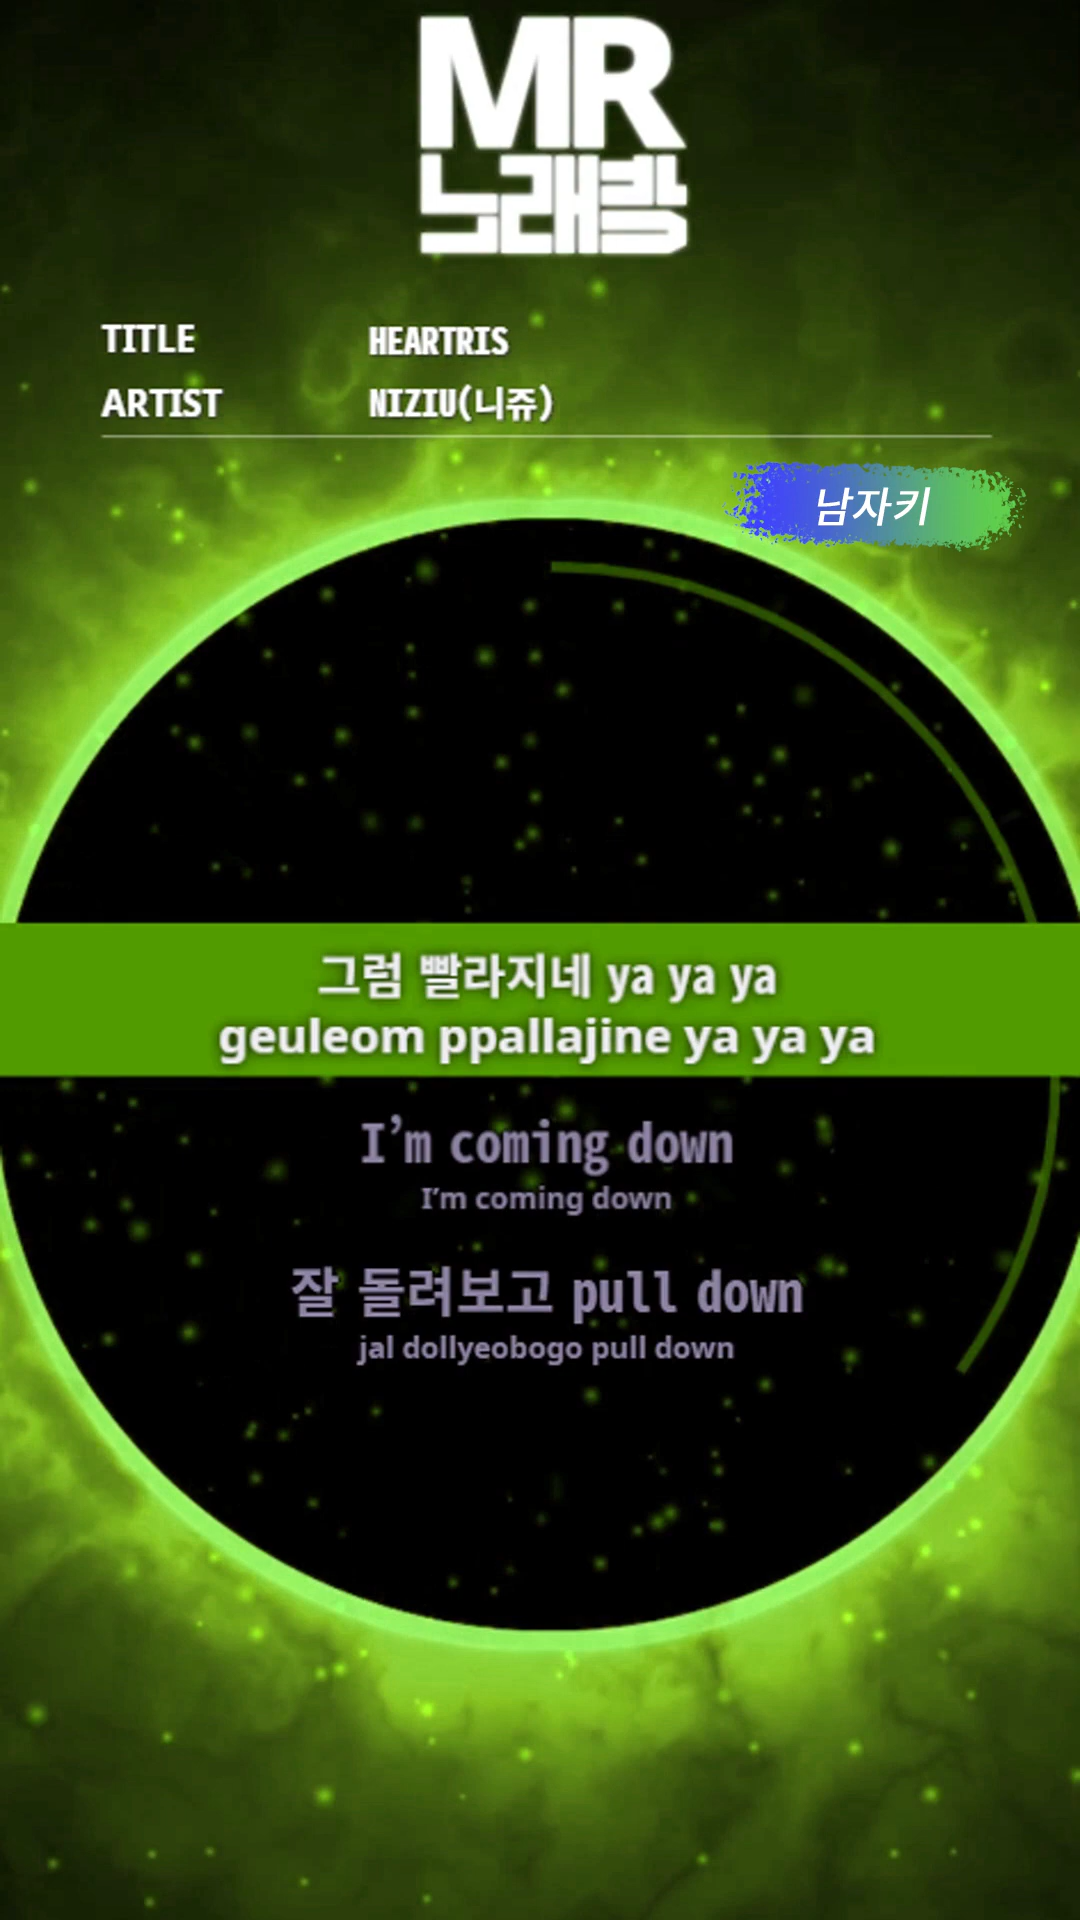 MR
노래방
TITLE HEARTRIS
ARTIST NIZIU(니쥬)
남자키
그럼 빨라지네 ya ya ya
geuleom ppallajine ya ya ya
I’m coming down
I’m coming down
잘 돌려보고 pull down
jal dollyeobogo pull down